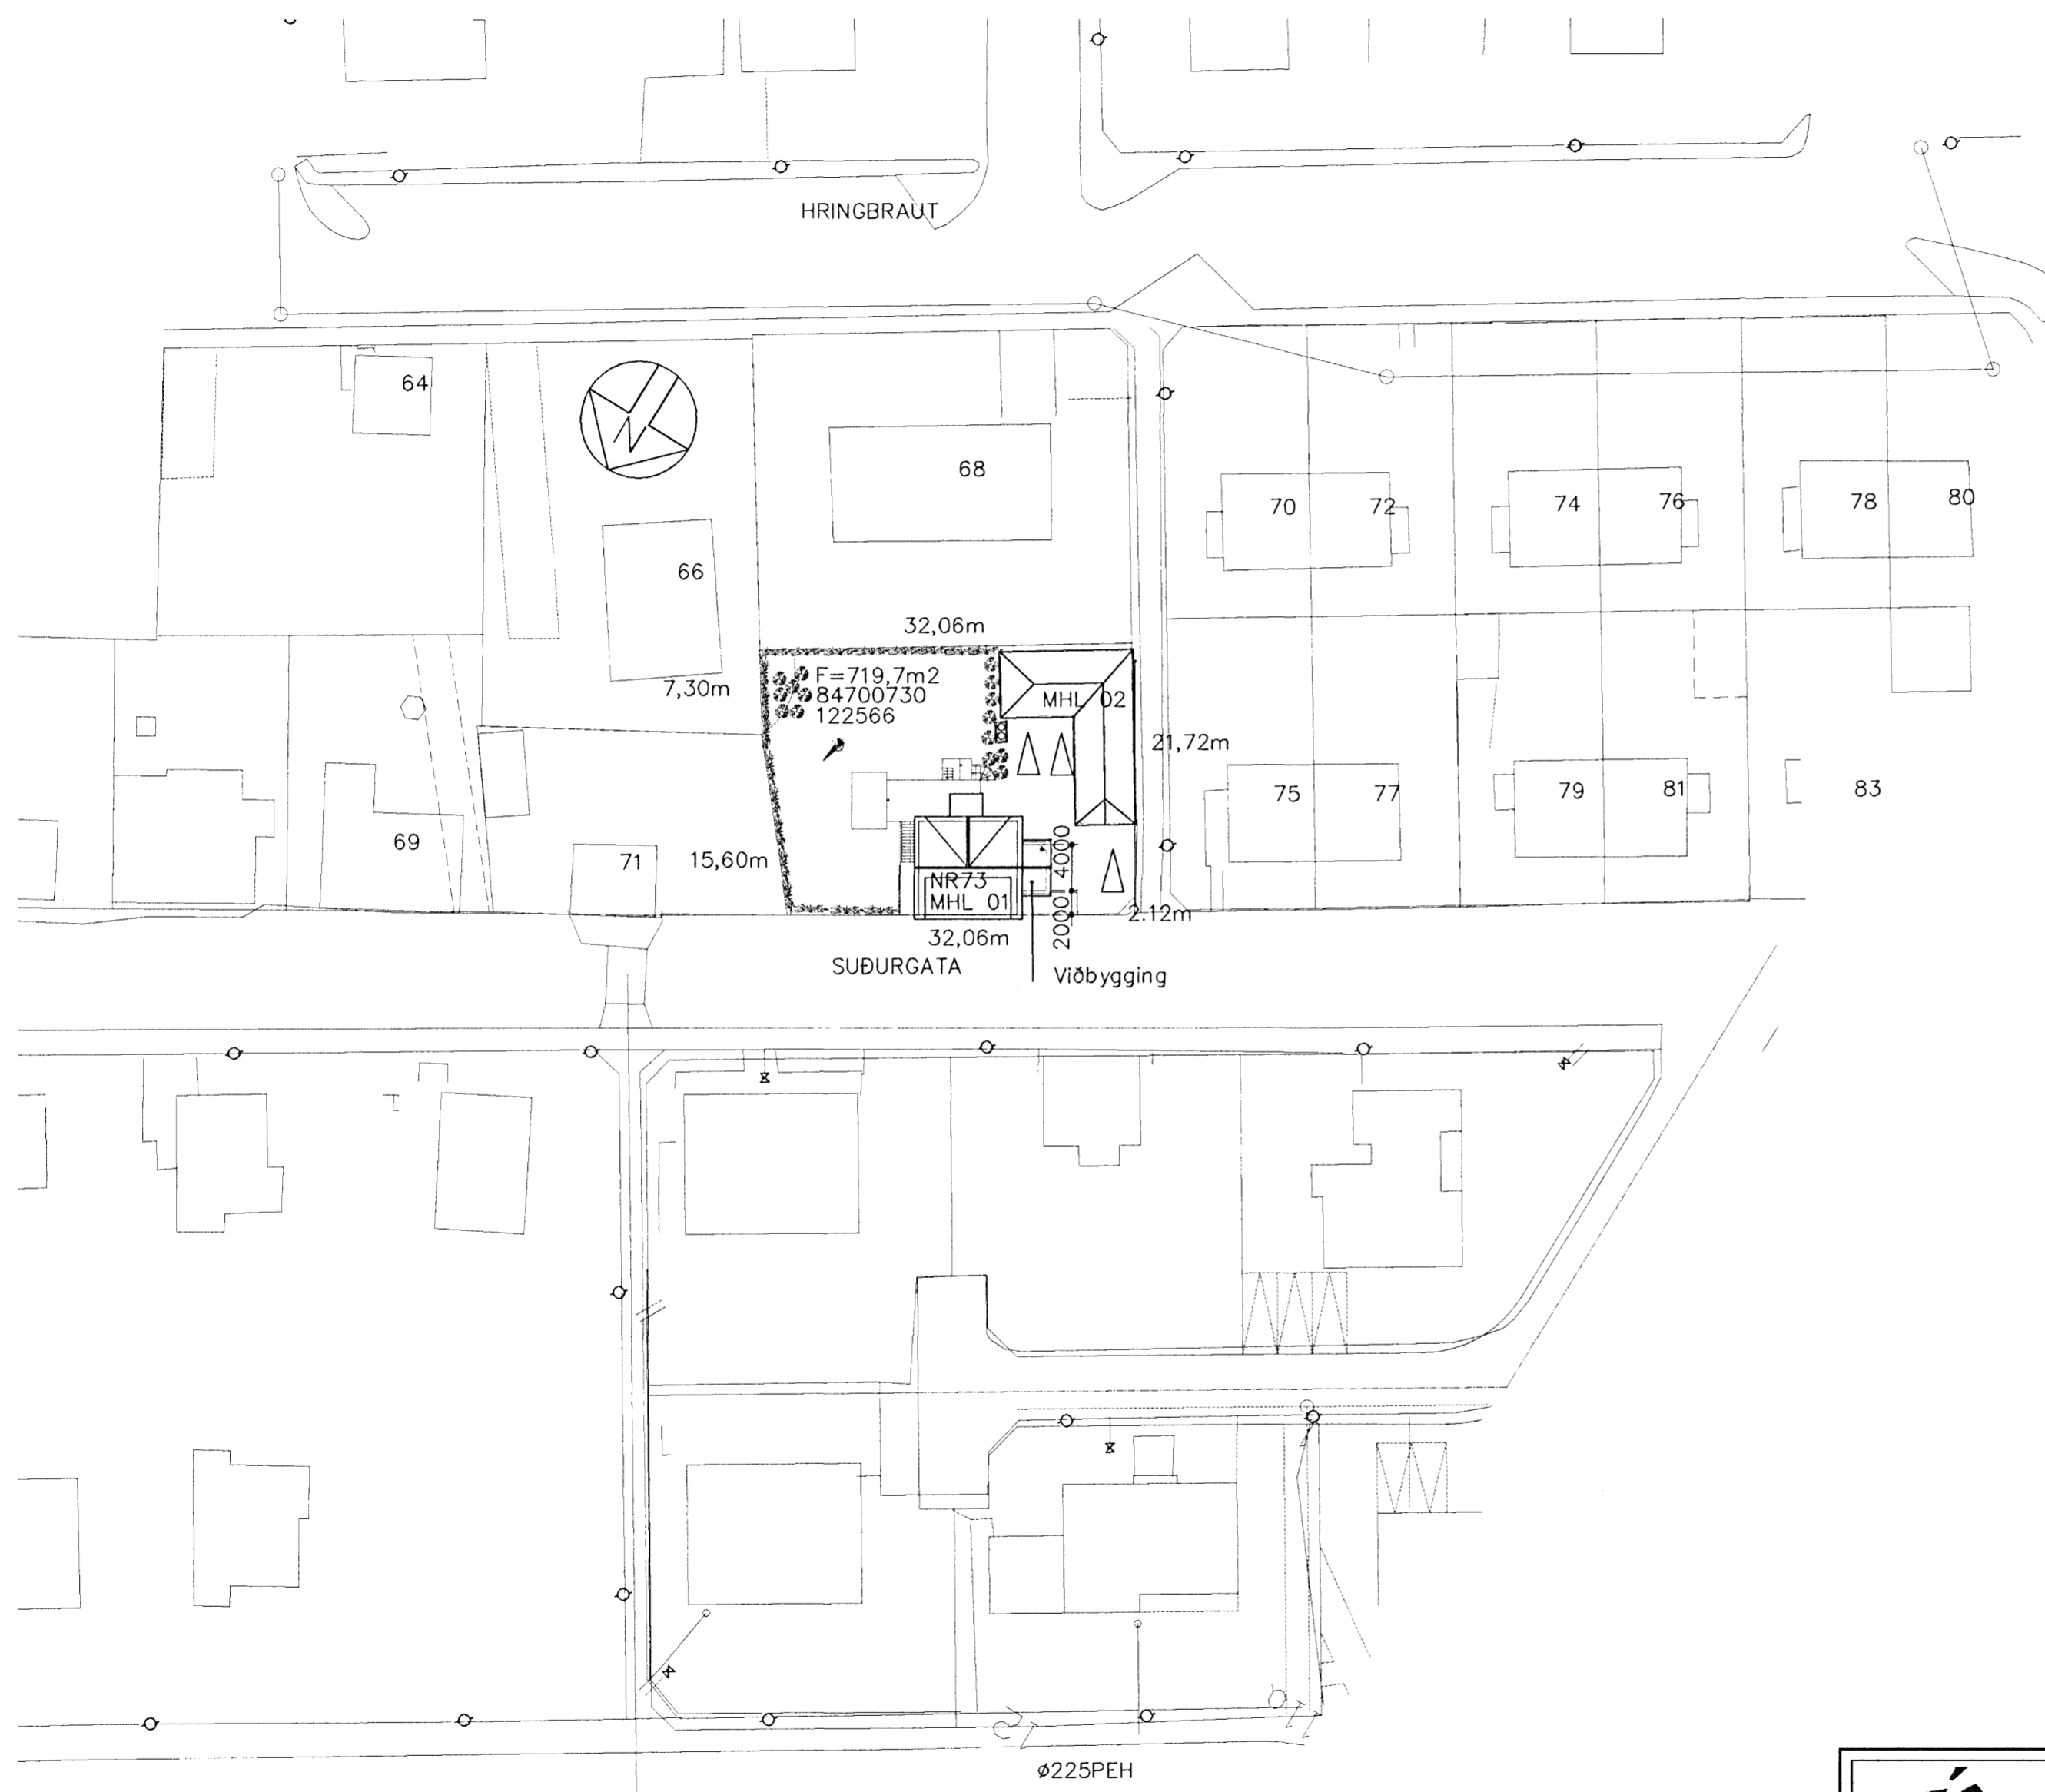 HRINGBRAUT
64
N
68
70
72
74
76
78
80
66
32,06m
F=719,7m2
84700730
122566
7,30m
MHL 02
21,72m
75
77
79
81
83
69
71
15,60m
4000
NR73
MHL 01
2000
2.12m
32,06m
SUÐURGATA
Viðbygging
ø225PEH